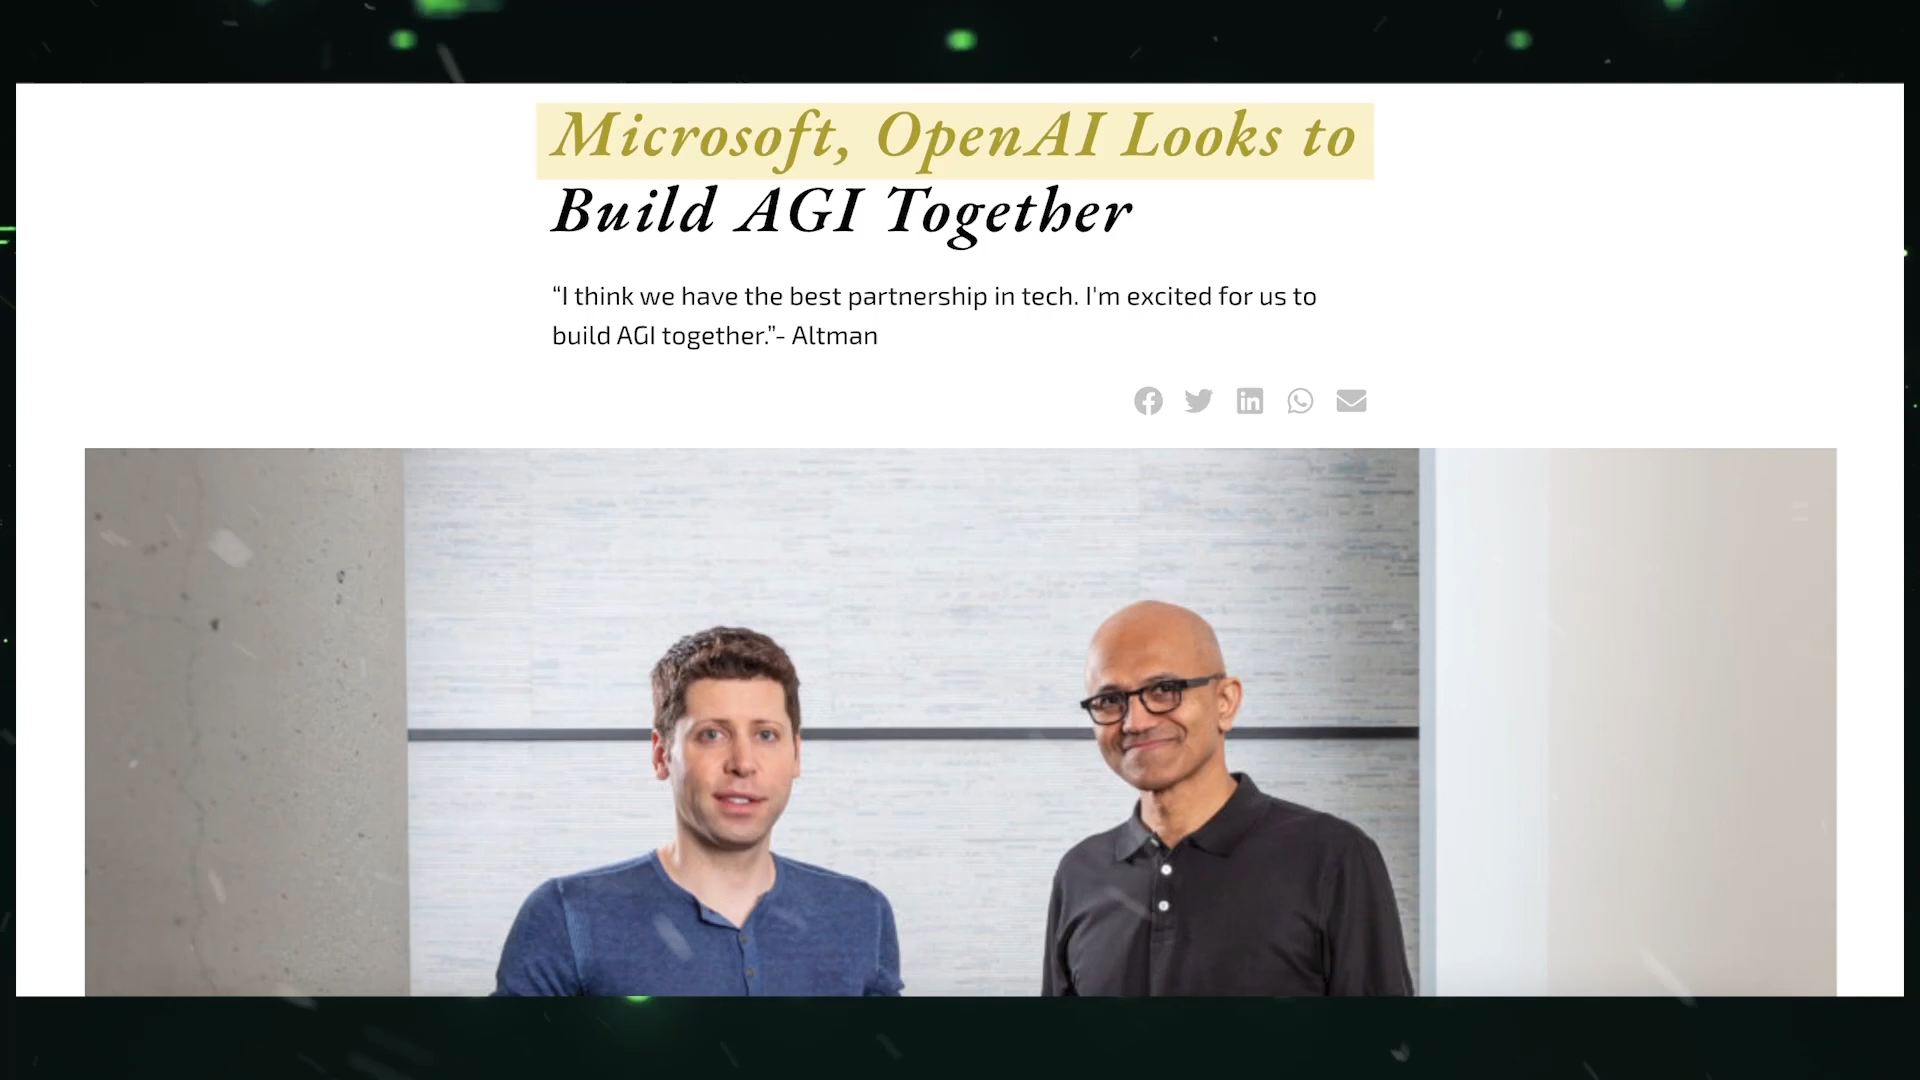 Microsoft, OpenAI Looks to
Build AGI Together
“I think we have the best partnership in tech. I'm excited for us to
build AGI together.”- Altman